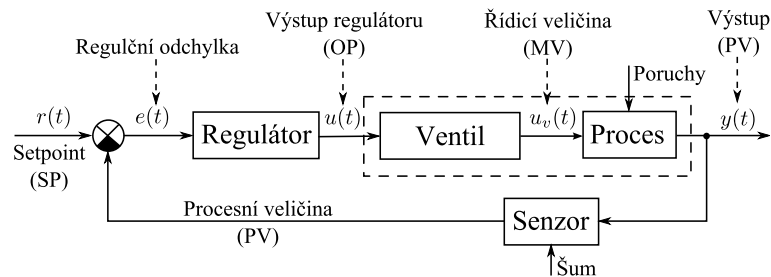 Výstup regulátoru
(OP)
Řídicí veličina
(MV)
Výstup
(PV)
Regulční odchylka
Poruchy
r(t)
e(t)
u(t)
u_v(t)
y(t)
Regulátor
Ventil
Proces
Setpoint
(SP)
Procesní veličina
(PV)
Senzor
Šum